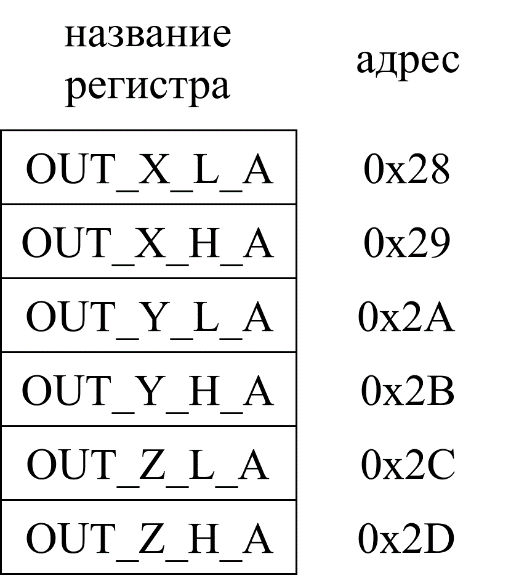 название
регистра
адрес
OUT_X_L_A 0x28
OUT_X_H_A 0x29
OUT_Y_L_A 0x2A
OUT_Y_H_A 0x2B
OUT_Z_L_A 0x2C
OUT_Z_H_A 0x2D